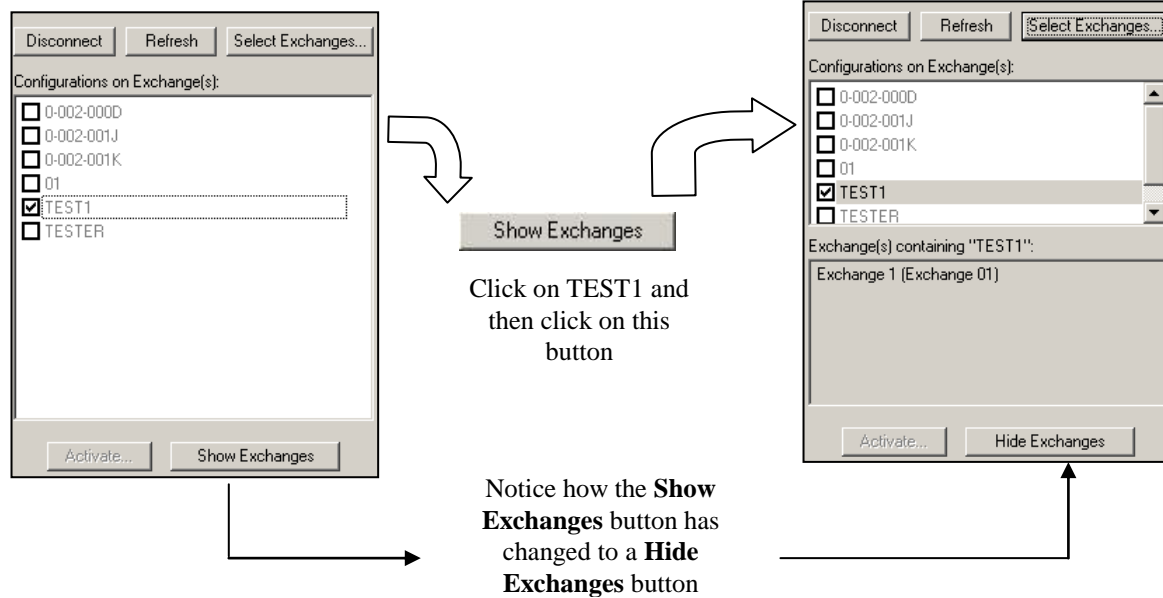 Disconnect Refresh Select Exchanges...
Configurations on Exchange(s):
0-002-000D
0-002-001J
0-002-001K
01
TEST1
TESTER
Activate... Show Exchanges
Show Exchanges
Click on TEST1 and
then click on this
button
Disconnect Refresh Select Exchanges...
Configurations on Exchange(s):
0-002-000D
0-002-001J
0-002-001K
01
TEST1
TESTER
Exchange(s) containing "TEST1":
Exchange 1 (Exchange 01)
Activate... Hide Exchanges
Notice how the Show
Exchanges button has
changed to a Hide
Exchanges button